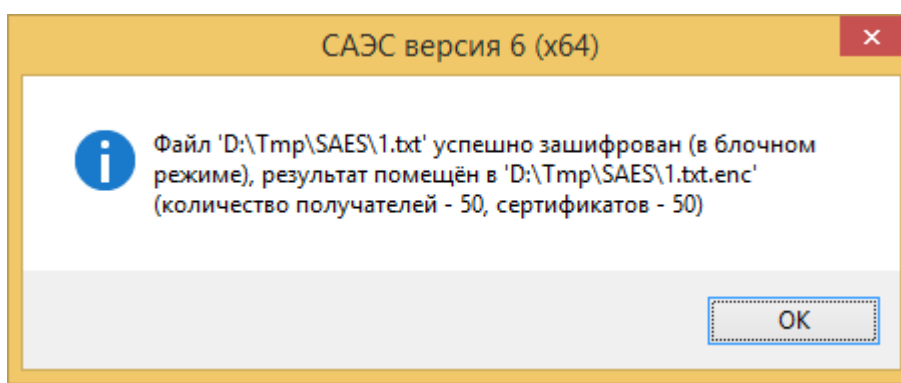 САЭС версия 6 (x64)
Файл 'D:\Tmp\SAES\1.txt' успешно зашифрован (в блочном
режиме), результат помещён в 'D:\Tmp\SAES\1.txt.enc'
(количество получателей - 50, сертификатов - 50)
OK